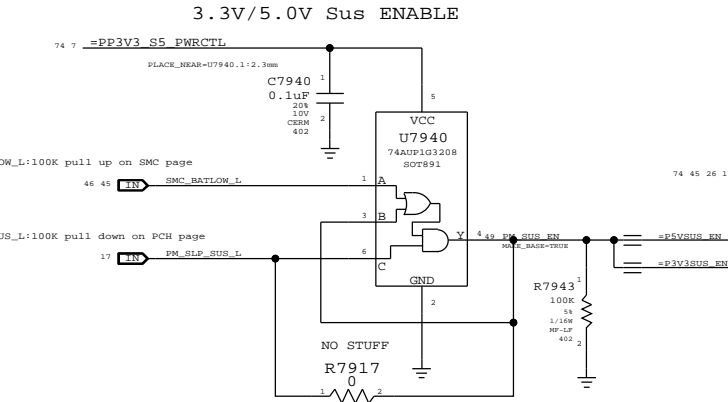 3.3V/5.0V Sus ENABLE
74 7 =PP3V3_S5_PWRCTL
PLACE_NEAR=U7940.1:2.3mm
C7940 1
0.1uF
20%
10V
CERM
402
2
5
VCC
U7940
74AUP1G3208
SOT891
OW_L:100K pull up on SMC page
74 45 26 1
46 45 IN SMC_BATLOW_L 1 A
3 B
US_L:100K pull down on PCH page
Y 4 49 PM_SUS_EN =P5VSUS_EN
MAKE_BASE=TRUE
17 IN PM_SLP_SUS_L 6 C
=P3V3SUS_EN
GND
2
R7943 1
100K
5%
1/16W
MF-LF
402
2
NO STUFF
R7917
0
1 2